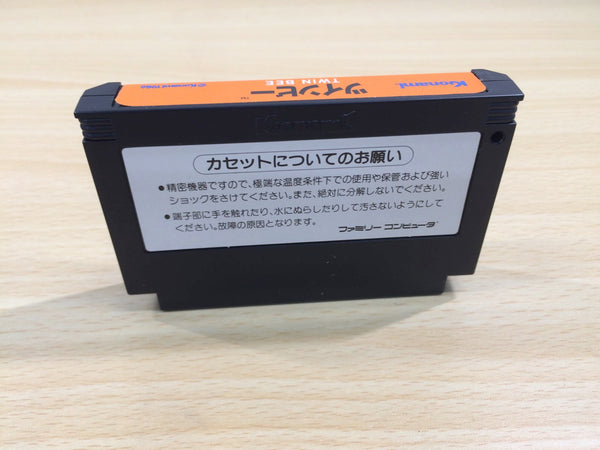 Konami
ツインビー™
TWIN BEE
©Konami 1986
Konami
カセットについてのお願い
●精密機器ですので、極端な温度条件下での使用や保管および強い
ショックをさけてください。また、絶対に分解しないでください。
●端子部に手を触れたり、水にぬらしたりして汚さないようにして
ください。故障の原因となります。
ファミリー コンピュータ